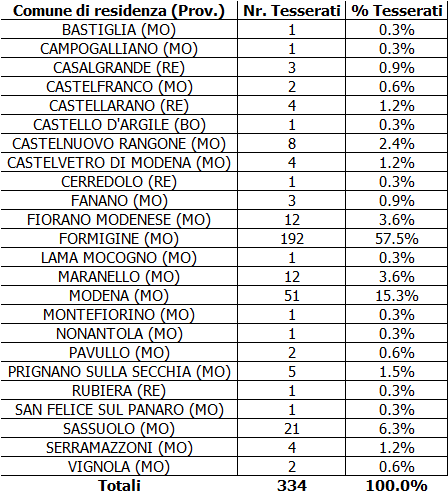 Comune di residenza (Prov.) Nr. Tesserati % Tesserati
BASTIGLIA (MO) 1 0.3%
CAMPOGALLIANO (MO) 1 0.3%
CASALGRANDE (RE) 3 0.9%
CASTELFRANCO (MO) 2 0.6%
CASTELLARANO (RE) 4 1.2%
CASTELLO D'ARGILE (BO) 1 0.3%
CASTELNUOVO RANGONE (MO) 8 2.4%
CASTELVETRO DI MODENA (MO) 4 1.2%
CERREDOLO (RE) 1 0.3%
FANANO (MO) 3 0.9%
FIORANO MODENESE (MO) 12 3.6%
FORMIGINE (MO) 192 57.5%
LAMA MOCOGNO (MO) 1 0.3%
MARANELLO (MO) 12 3.6%
MODENA (MO) 51 15.3%
MONTEFIORINO (MO) 1 0.3%
NONANTOLA (MO) 1 0.3%
PAVULLO (MO) 2 0.6%
PRIGNANO SULLA SECCHIA (MO) 5 1.5%
RUBIERA (RE) 1 0.3%
SAN FELICE SUL PANARO (MO) 1 0.3%
SASSUOLO (MO) 21 6.3%
SERRAMAZZONI (MO) 4 1.2%
VIGNOLA (MO) 2 0.6%
Totali 334 100.0%